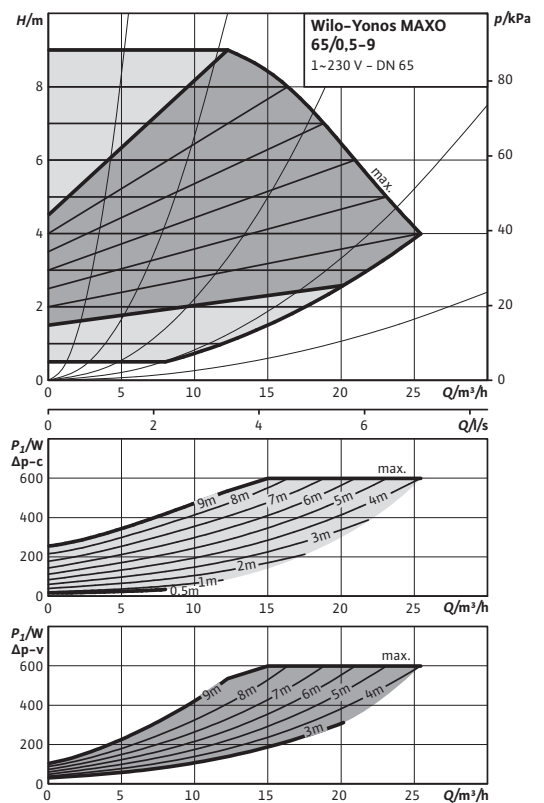 H/m
p/kPa
Wilo-Yonos MAXO
65/0,5-9
1~230 V - DN 65
8
6
4
2
0
80
60
40
20
0
max.
0 5 10 15 20 25 Q/m³/h
0 2 4 6 Q/l/s
P₁/W
Δp-c
max.
600
400
200
0
9m 8m 7m 6m 5m 4m
3m
2m
1m
0.5m
0 5 10 15 20 25 Q/m³/h
P₁/W
Δp-v
max.
600
400
200
0
9m 8m 7m 6m 5m 4m
3m
0 5 10 15 20 25 Q/m³/h